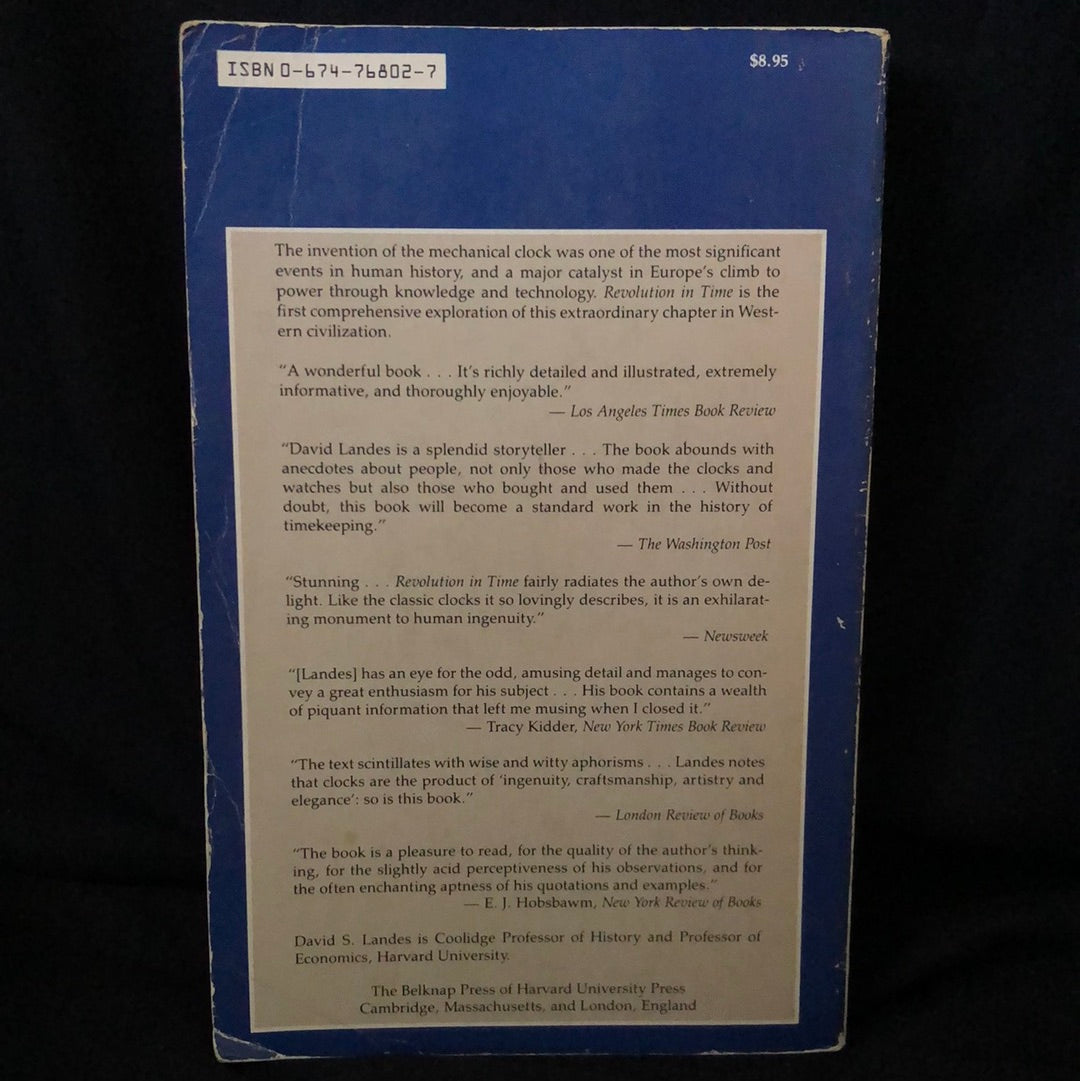 ISBN 0-674-76802-7
$8.95
The invention of the mechanical clock was one of the most significant
events in human history, and a major catalyst in Europe's climb to
power through knowledge and technology. Revolution in Time is the
first comprehensive exploration of this extraordinary chapter in West-
ern civilization.
“A wonderful book . . . It's richly detailed and illustrated, extremely
informative, and thoroughly enjoyable.”
— Los Angeles Times Book Review
“David Landes is a splendid storyteller . . . The book abounds with
anecdotes about people, not only those who made the clocks and
watches but also those who bought and used them . . . Without
doubt, this book will become a standard work in the history of
timekeeping.”
— The Washington Post
“Stunning . . . Revolution in Time fairly radiates the author's own de-
light. Like the classic clocks it so lovingly describes, it is an exhilarat-
ing monument to human ingenuity.”
— Newsweek
“[Landes] has an eye for the odd, amusing detail and manages to con-
vey a great enthusiasm for his subject . . . His book contains a wealth
of piquant information that left me musing when I closed it.”
— Tracy Kidder, New York Times Book Review
“The text scintillates with wise and witty aphorisms . . . Landes notes
that clocks are the product of ‘ingenuity, craftsmanship, artistry and
elegance’: so is this book.”
— London Review of Books
“The book is a pleasure to read, for the quality of the author's think-
ing, for the slightly acid perceptiveness of his observations, and for
the often enchanting aptness of his quotations and examples.”
— E. J. Hobsbawm, New York Review of Books
David S. Landes is Coolidge Professor of History and Professor of
Economics, Harvard University.
The Belknap Press of Harvard University Press
Cambridge, Massachusetts, and London, England